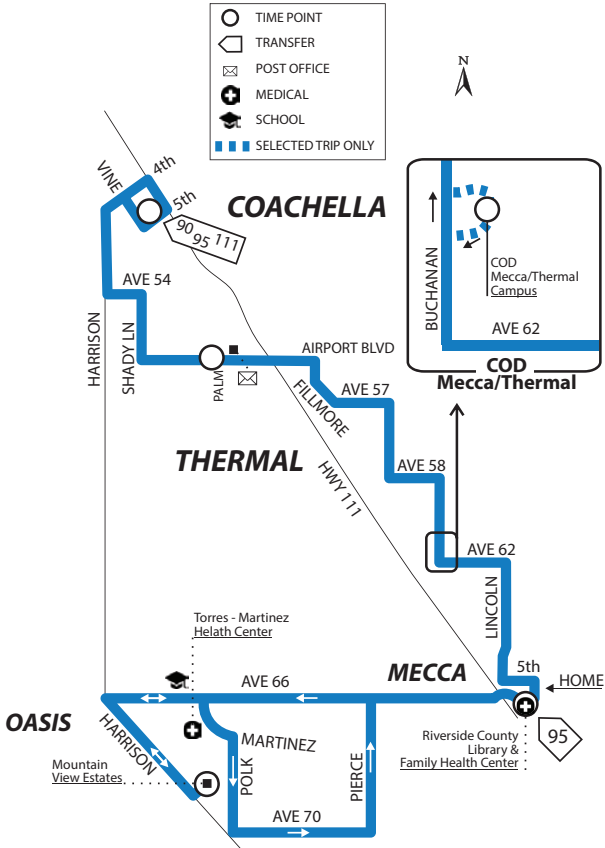 TIME POINT
TRANSFER
POST OFFICE
MEDICAL
SCHOOL
SELECTED TRIP ONLY
N
4th
VINE
5th
COACHELLA
90
95
111
AVE 54
HARRISON
SHADY LN
PALM
AIRPORT BLVD
FILLMORE
AVE 57
THERMAL
HWY 111
AVE 58
BUCHANAN
COD
Mecca/Thermal
Campus
AVE 62
COD
Mecca/Thermal
AVE 62
LINCOLN
5th
HOME
MECCA
95
Riverside County
Library &
Family Health Center
Torres - Martinez
Helath Center
AVE 66
OASIS
HARRISON
MARTINEZ
Mountain
View Estates
POLK
PIERCE
AVE 70